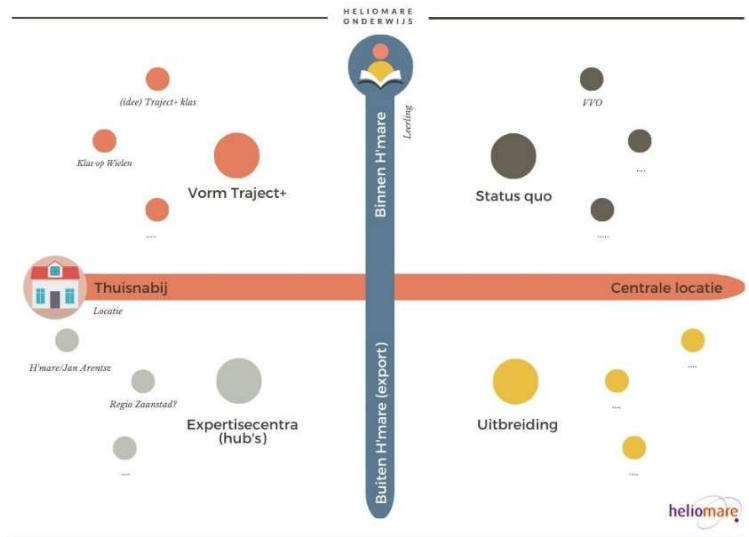 HELIOMARE
ONDERWIJS
(idee) Traject+ klas
Klas op Wielen
....
Vorm Traject+
Binnen H'mare
Leerling
VVO
....
.....
Status quo
Thuisnabij
Locatie
Centrale locatie
H'mare/Jan Arentsz
Regio Zaanstad?
....
Expertisecentra
(hub's)
Buiten H'mare (export)
Uitbreiding
....
....
....
heliomare